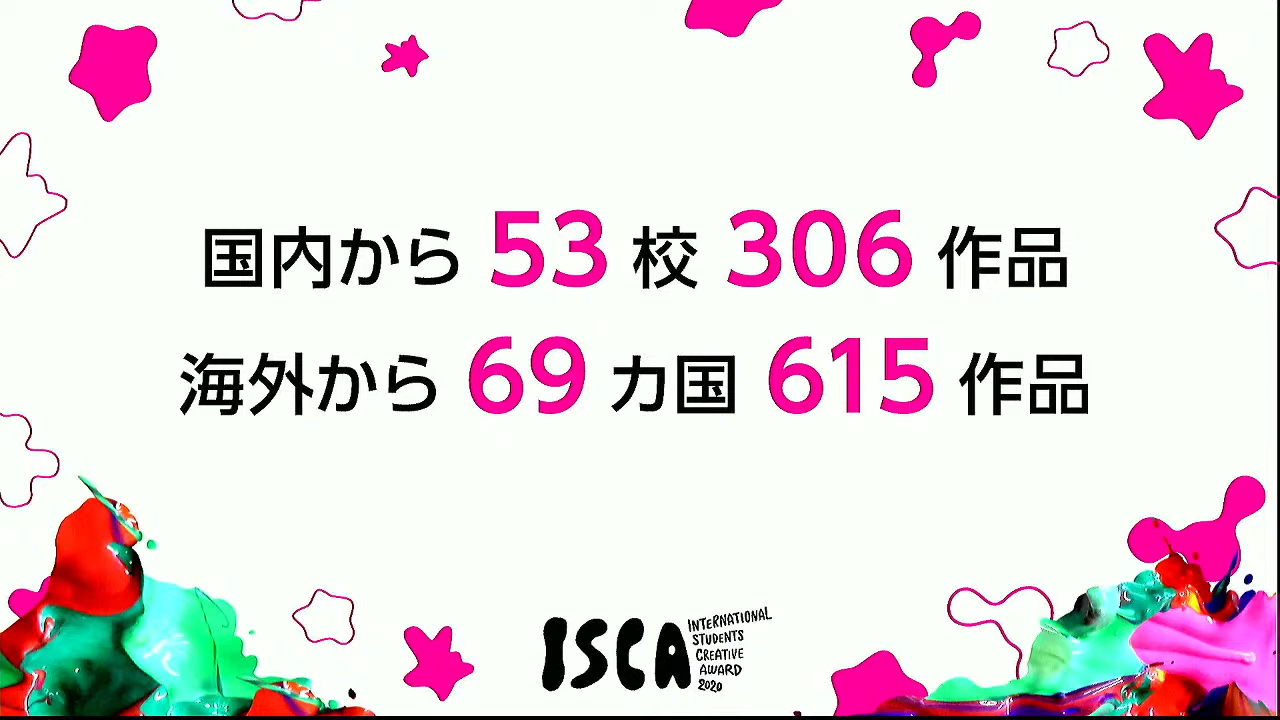 国内から 53 校 306 作品
海外から 69 カ国 615 作品
ISCA
INTERNATIONAL
STUDENTS
CREATIVE
AWARD
2020